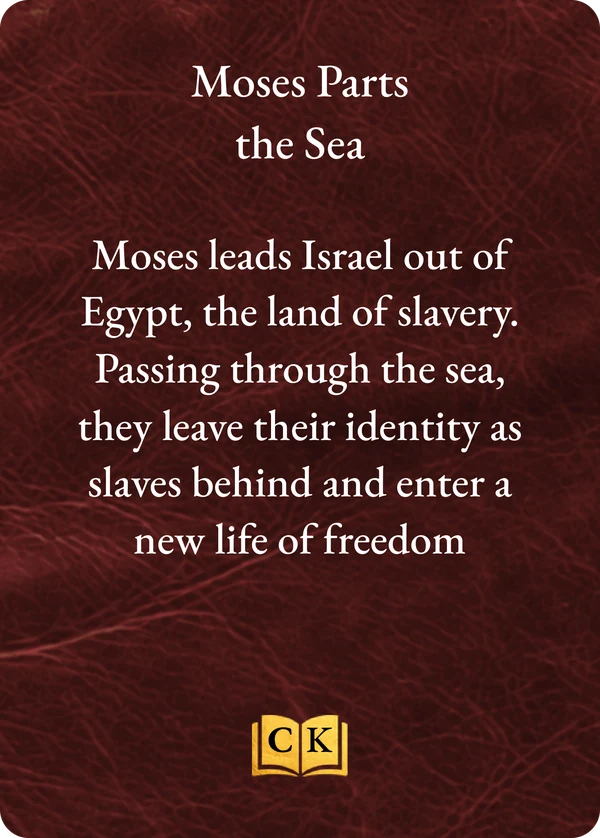 Moses Parts
the Sea
Moses leads Israel out of
Egypt, the land of slavery.
Passing through the sea,
they leave their identity as
slaves behind and enter a
new life of freedom
C K